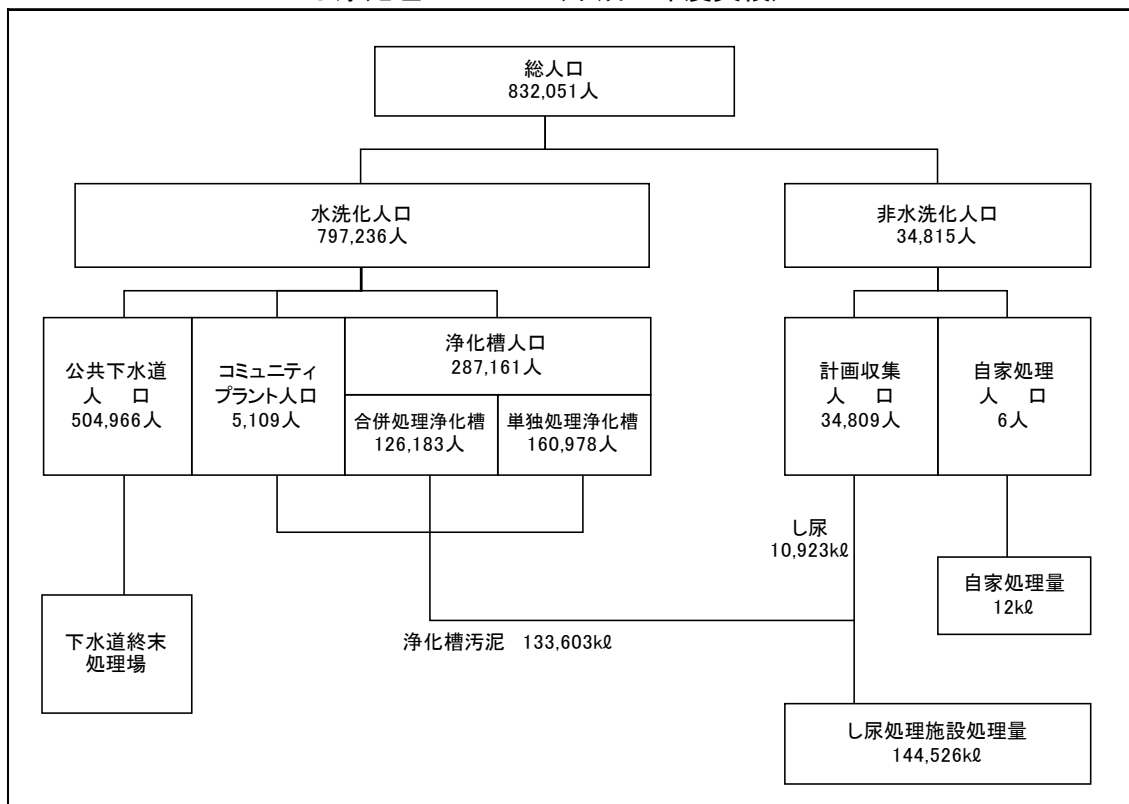 総人口
832,051人
水洗化人口
797,236人
非水洗化人口
34,815人
公共下水道
人　口
504,966人
コミュニティ
プラント人口
5,109人
浄化槽人口
287,161人
合併処理浄化槽
126,183人
単独処理浄化槽
160,978人
計画収集
人　口
34,809人
自家処理
人　口
6人
し尿
10,923kℓ
自家処理量
12kℓ
下水道終末
処理場
浄化槽汚泥　133,603kℓ
し尿処理施設処理量
144,526kℓ